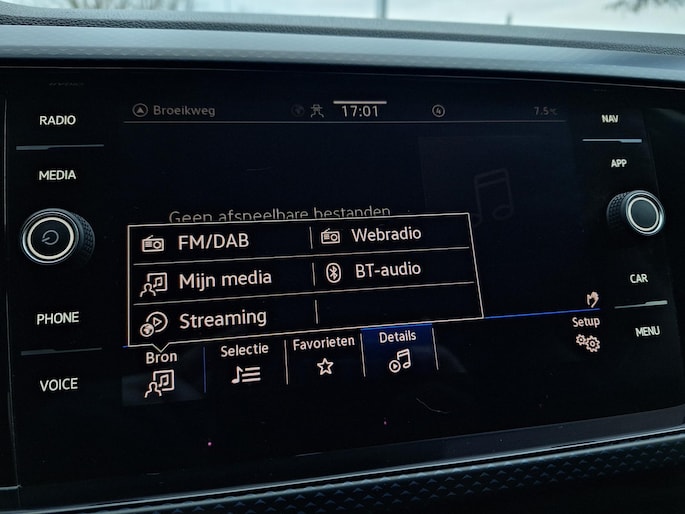 RADIO
MEDIA
PHONE
VOICE
Broeikweg
17:01
4
7.5°C
Geen afspeelbare bestanden
FM/DAB
Webradio
Mijn media
BT-audio
Streaming
Bron
Selectie
Favorieten
Details
Setup
NAV
APP
CAR
MENU